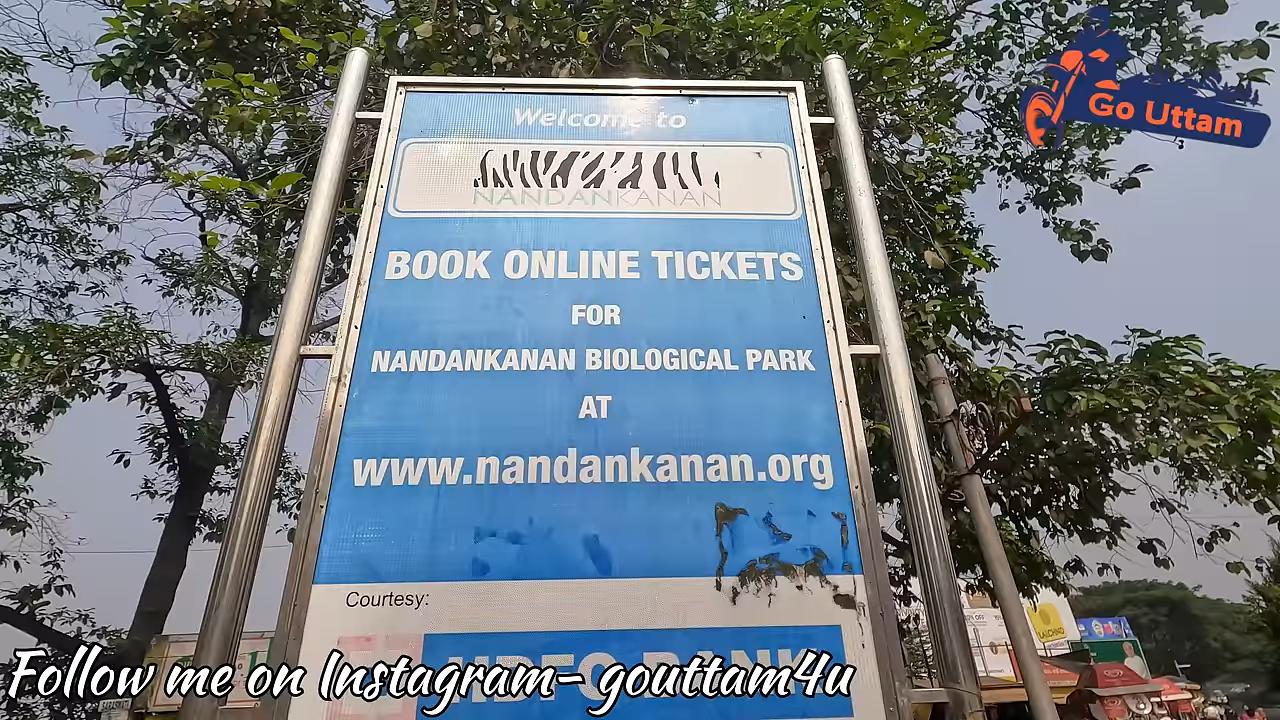 Go Uttam
Welcome to
NANDANKANAN
BOOK ONLINE TICKETS
FOR
NANDANKANAN BIOLOGICAL PARK
AT
www.nandankanan.org
Courtesy:
BANK
Follow me on Instagram- gouttam4u